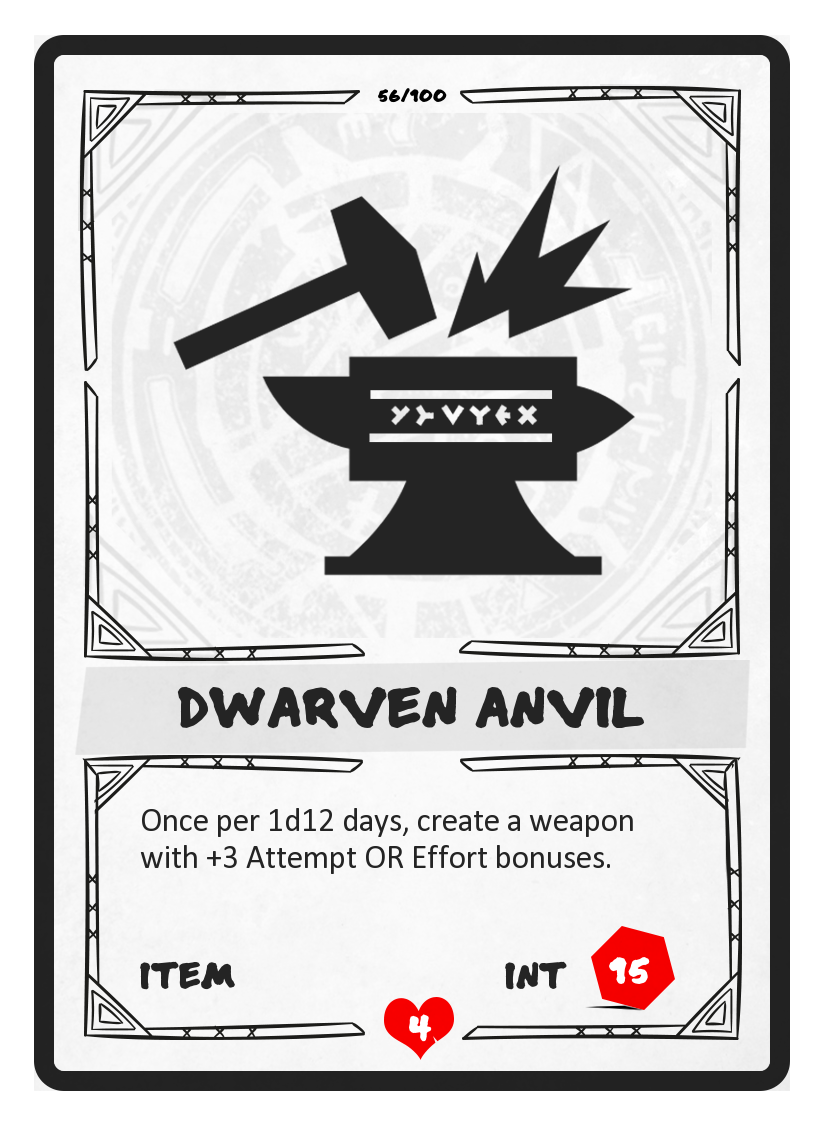 56/100
DWARVEN ANVIL
Once per 1d12 days, create a weapon
with +3 Attempt OR Effort bonuses.
ITEM
INT 15
4